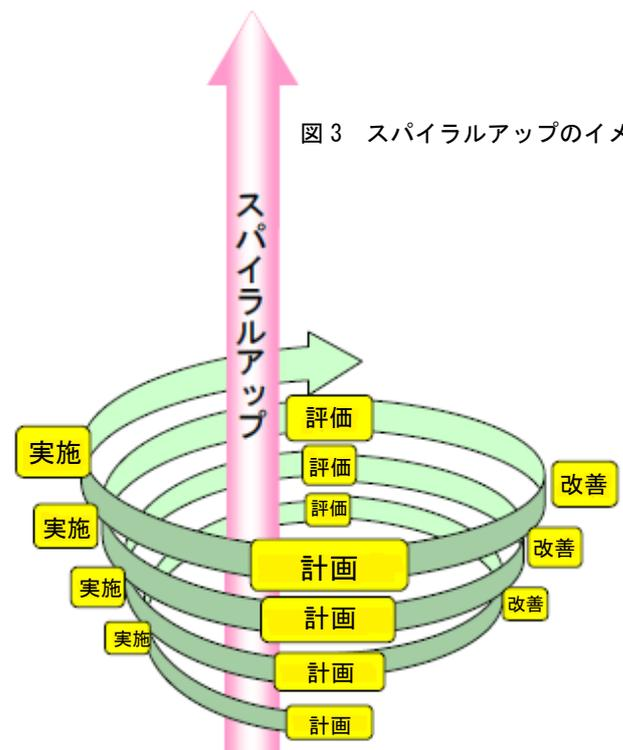 図3 スパイラルアップのイメ
スパイラルアップ
評価
実施
評価
改善
評価
実施
改善
計画
実施
改善
計画
実施
計画
計画